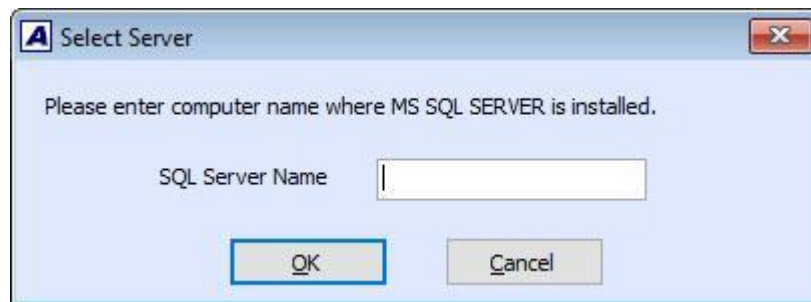 A Select Server
Please enter computer name where MS SQL SERVER is installed.
SQL Server Name
OK Cancel